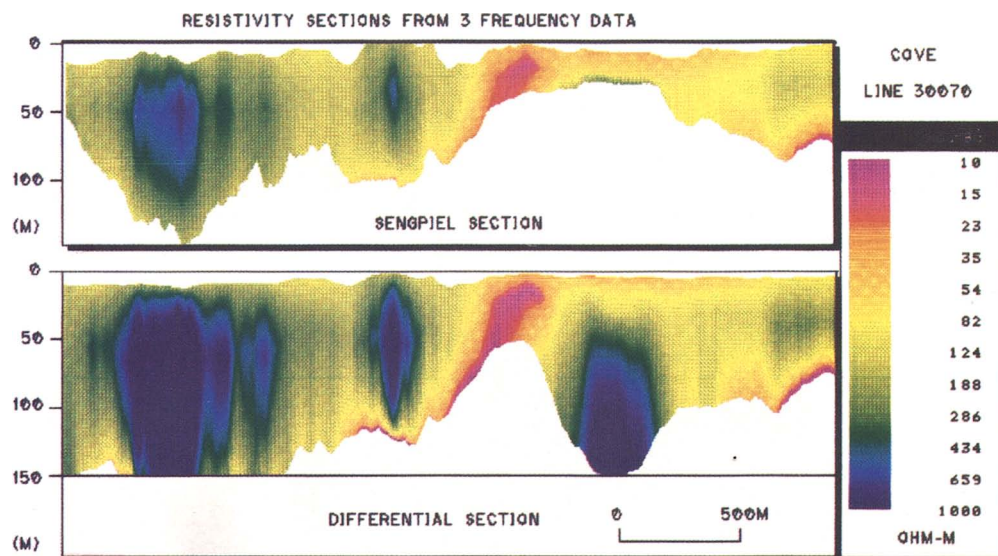 RESISTIVITY SECTIONS FROM 3 FREQUENCY DATA
0
50
100
(M)
SENGPIEL SECTION
0
50
100
150
(M)
DIFFERENTIAL SECTION
0 500M
CAVE
LINE 30070
10
15
23
35
54
82
124
188
286
434
659
1000
OHM-M